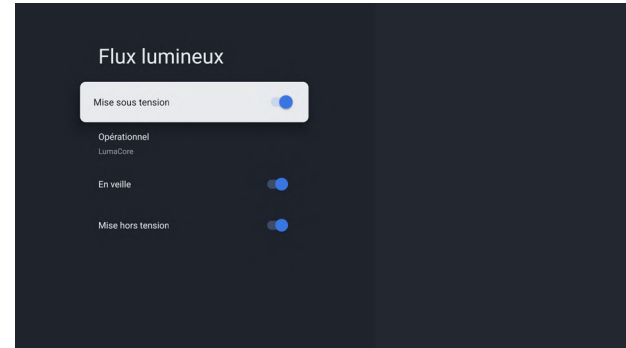 Flux lumineux
Mise sous tension
Opérationnel
LumaCore
En veille
Mise hors tension